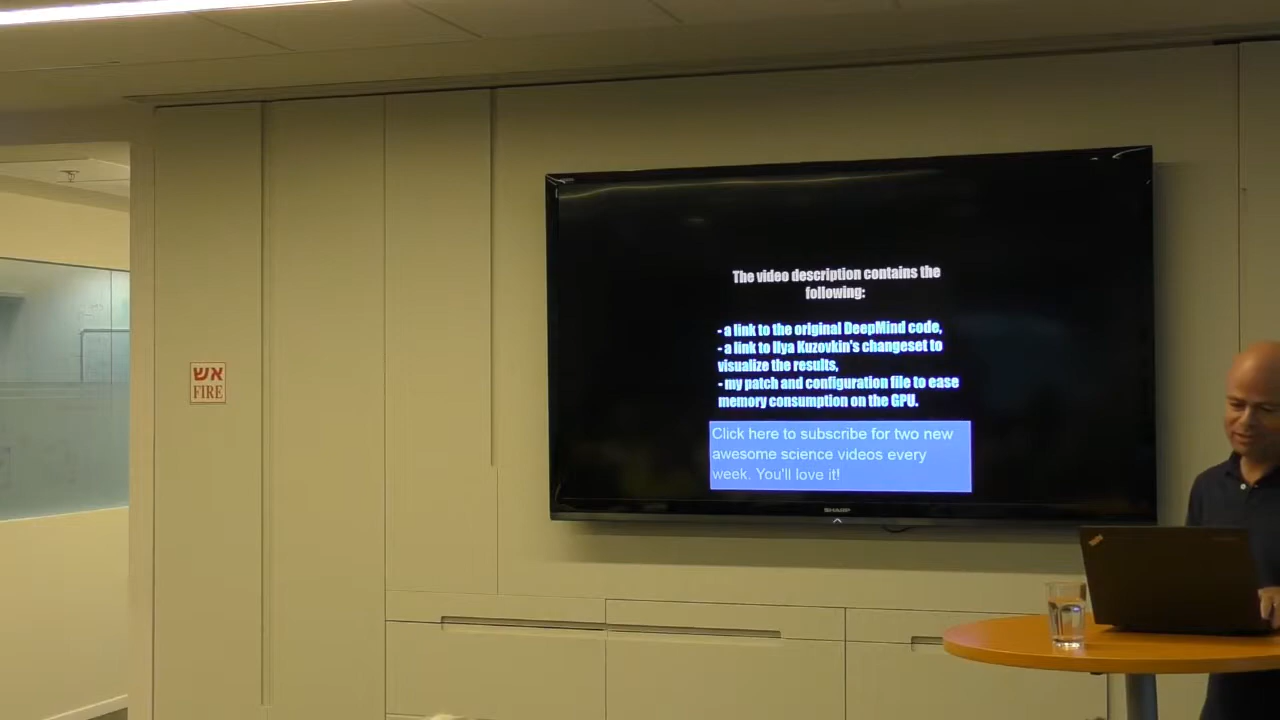 The video description contains the
following:
- a link to the original DeepMind code,
- a link to Ilya Kuzovkin's changeset to
visualize the results,
- my patch and configuration file to ease
memory consumption on the GPU.
Click here to subscribe for two new
awesome science videos every
week. You'll love it!
SHARP
אש
FIRE